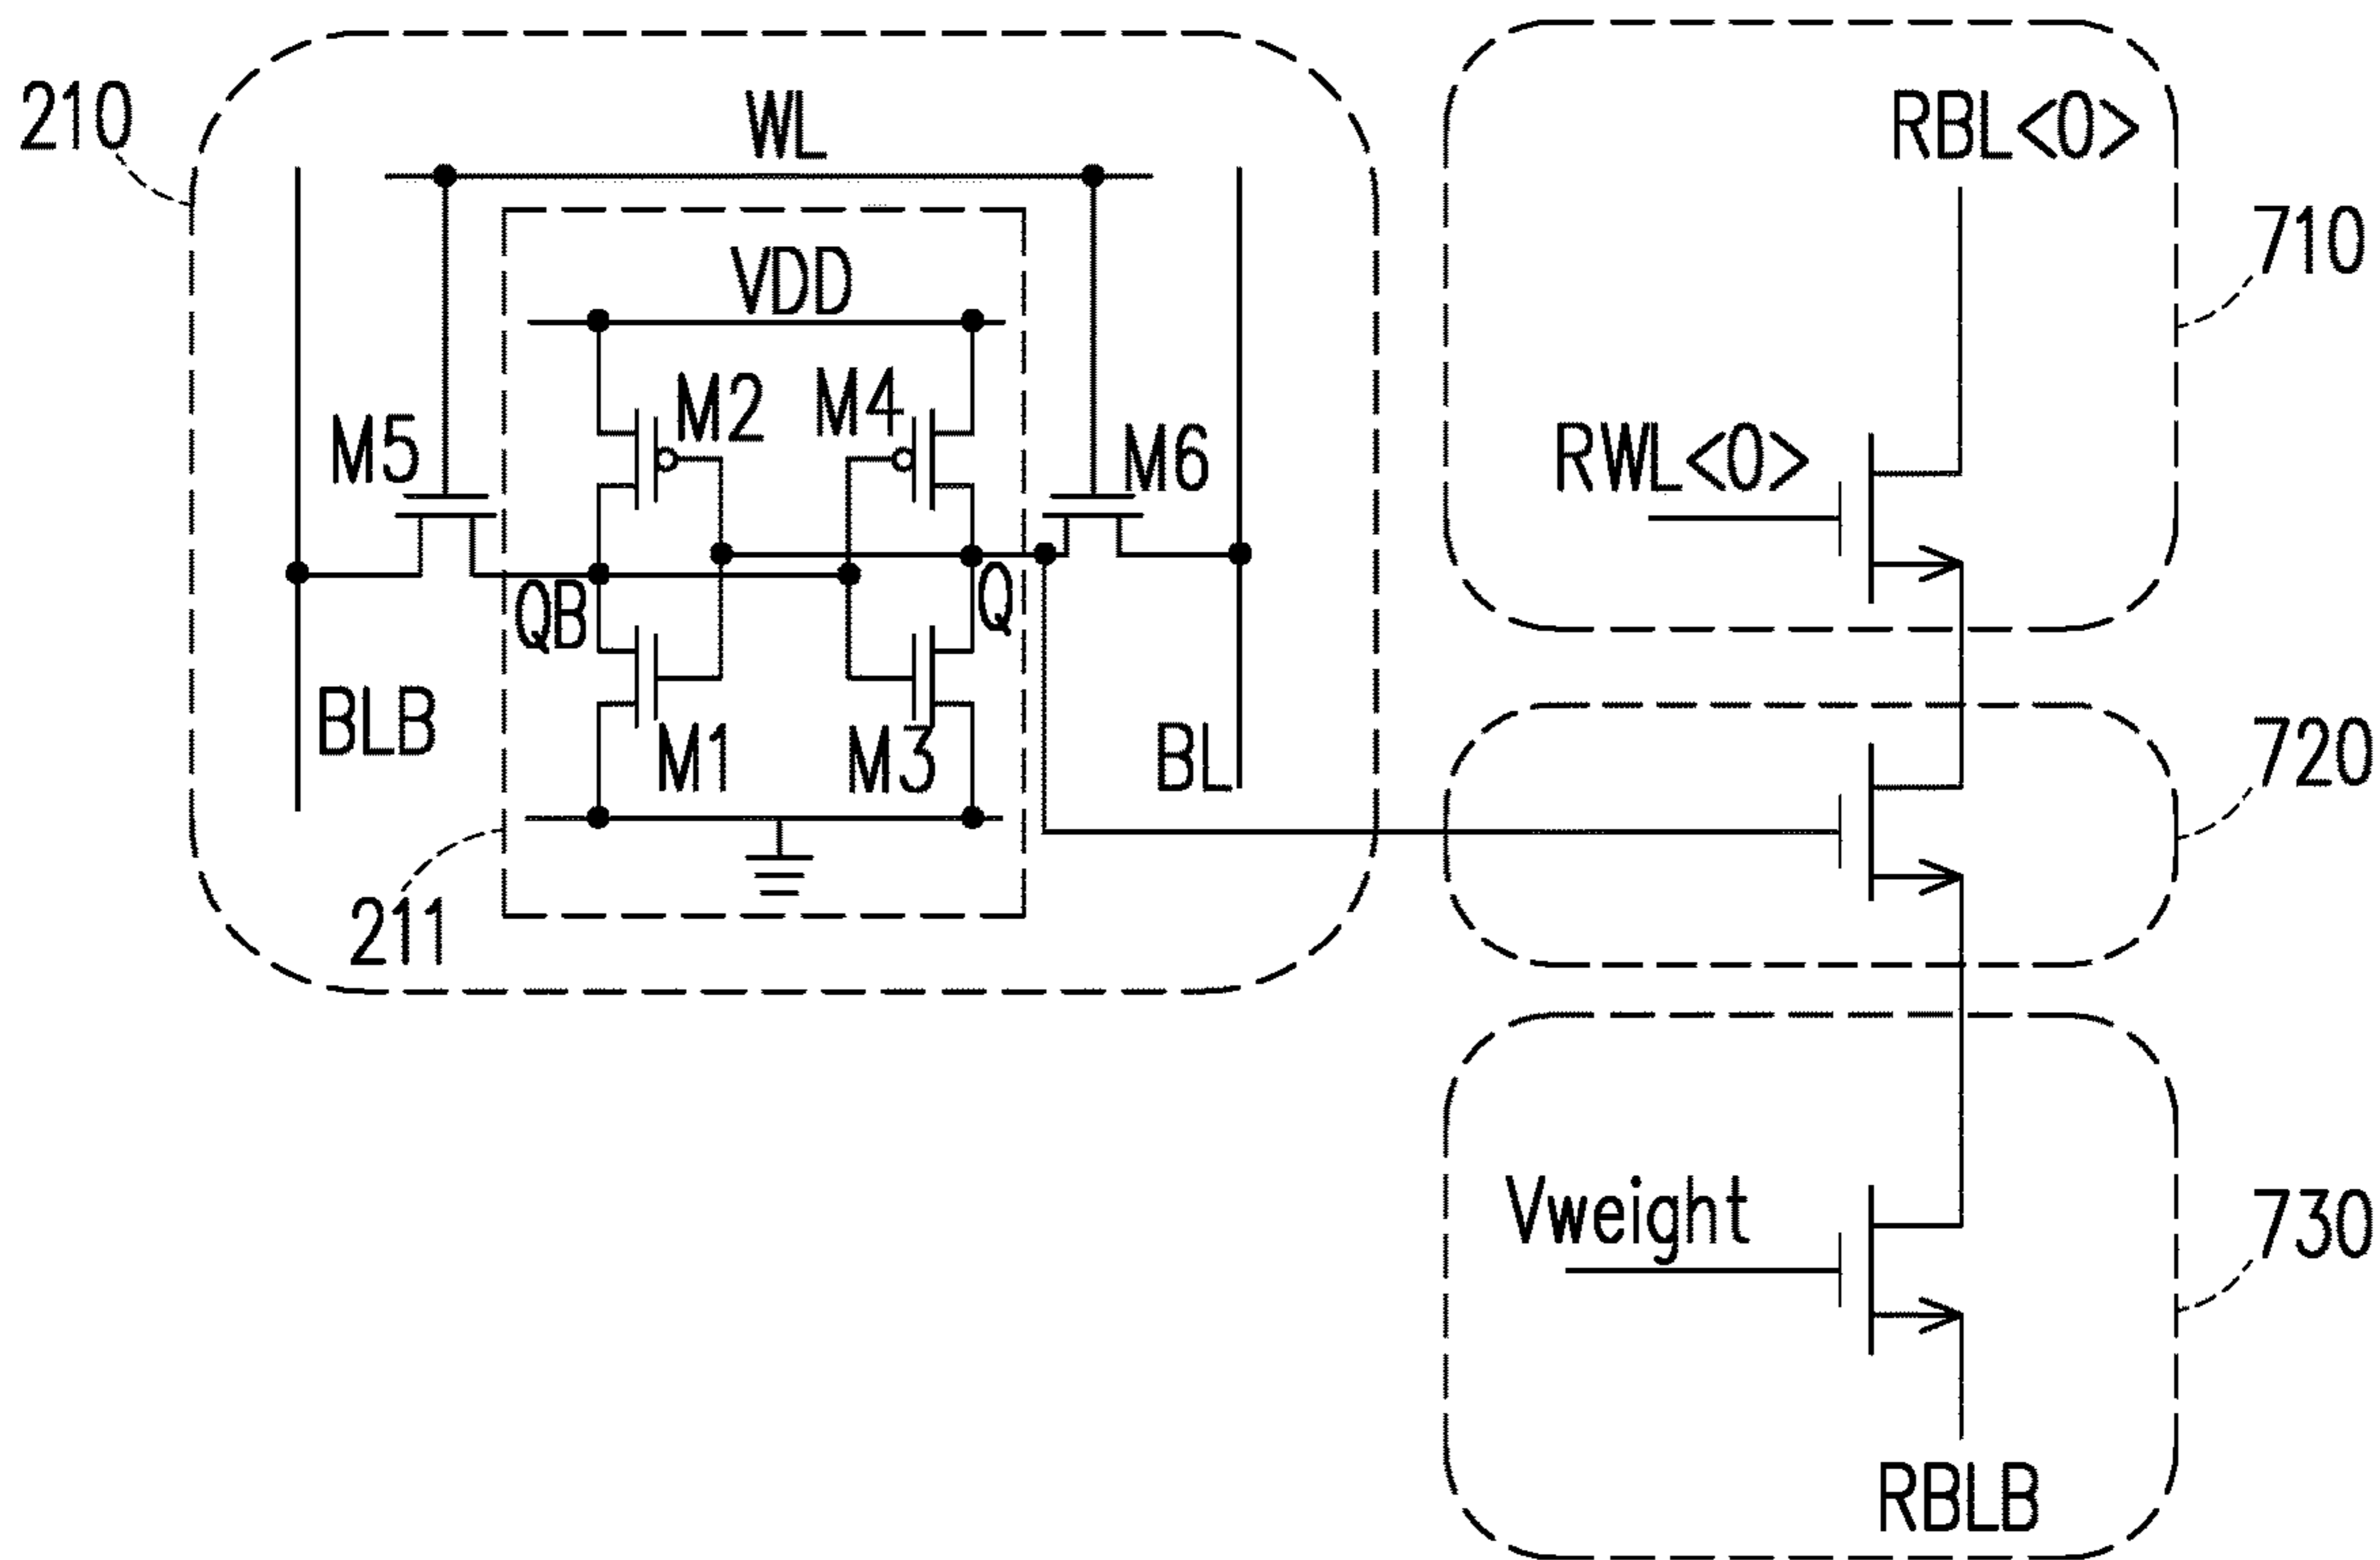 210
WL
RBL<0>
710
VDD
M5
M2
M4
M6
RWL<0>
QB
Q
BLB
M1
M3
BL
720
211
Vweight
730
RBLB